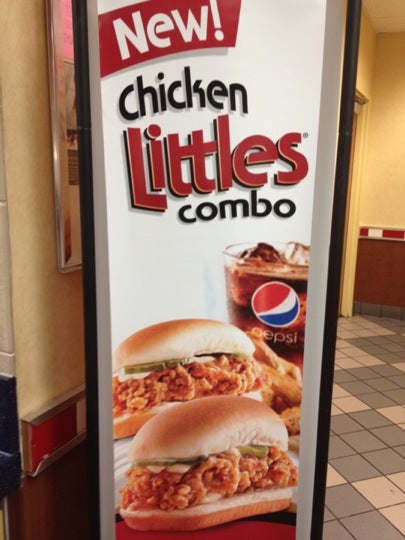 New!
Chicken
Littles®
combo
pepsi